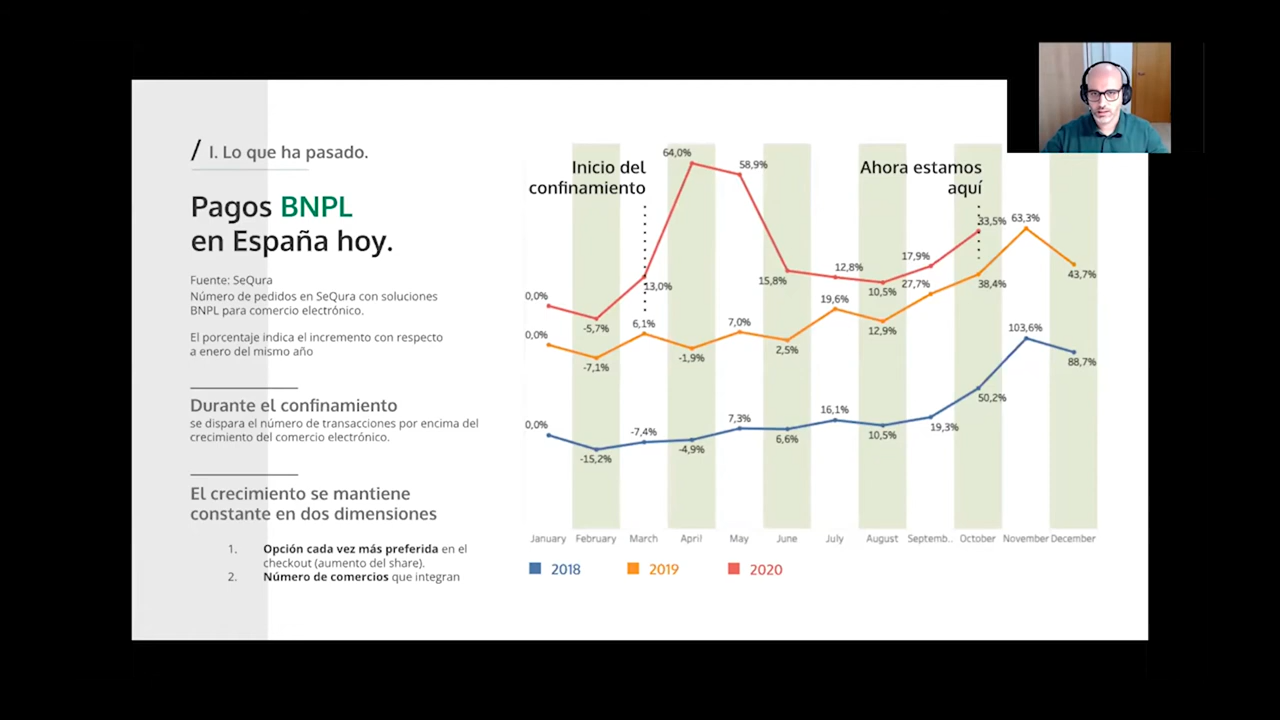 / I. Lo que ha pasado.
Pagos BNPL
en España hoy.
Fuente: SeQura
Número de pedidos en SeQura con soluciones
BNPL para comercio electrónico.
El porcentaje indica el incremento con respecto
a enero del mismo año
Durante el confinamiento
se dispara el número de transacciones por encima del
crecimiento del comercio electrónico.
El crecimiento se mantiene
constante en dos dimensiones
1. Opción cada vez más preferida en el
checkout (aumento del share).
2. Número de comercios que integran
Inicio del
confinamiento
Ahora estamos
aquí
0,0%
-5,7%
13,0%
64,0%
58,9%
15,8%
12,8%
10,5%
17,9%
33,5%
0,0%
-7,1%
6,1%
-1,9%
7,0%
2,5%
19,6%
12,9%
27,7%
38,4%
63,3%
43,7%
0,0%
-15,2%
-7,4%
-4,9%
7,3%
6,6%
16,1%
10,5%
19,3%
50,2%
103,6%
88,7%
January February March April May June July August Septemb.. October November December
2018 2019 2020